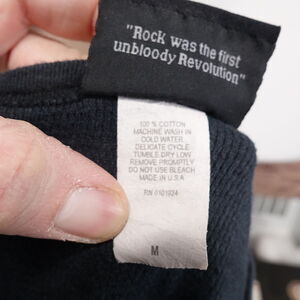 "Rock was the first
unbloody Revolution"
100 % COTTON
MACHINE WASH IN
COLD WATER
DELICATE CYCLE
TUMBLE DRY LOW
REMOVE PROMPTLY
DO NOT USE BLEACH
MADE IN U.S.A
RN 0101924
M